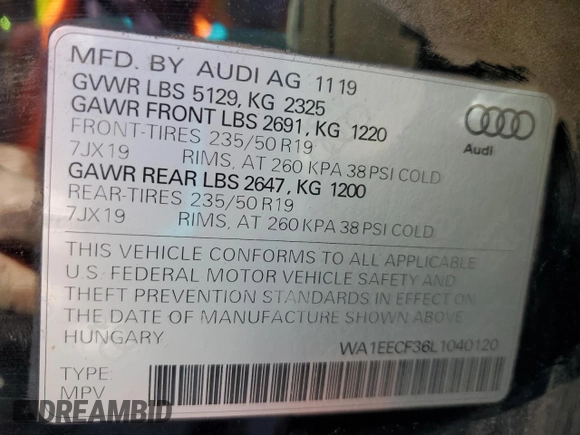 MFD. BY AUDI AG 11 19
GVWR LBS 5129, KG 2325
GAWR FRONT LBS 2691, KG 1220
FRONT-TIRES 235/50 R19
7JX19 RIMS, AT 260 KPA 38 PSI COLD
GAWR REAR LBS 2647, KG 1200
REAR-TIRES 235/50 R19
7JX19 RIMS, AT 260 KPA 38 PSI COLD
Audi
THIS VEHICLE CONFORMS TO ALL APPLICABLE
U.S. FEDERAL MOTOR VEHICLE SAFETY AND
THEFT PREVENTION STANDARDS IN EFFECT ON
THE DATE OF MANUFACTURE SHOWN ABOVE
HUNGARY
WA1EECF36L1040120
TYPE:
MPV
DREAMBID